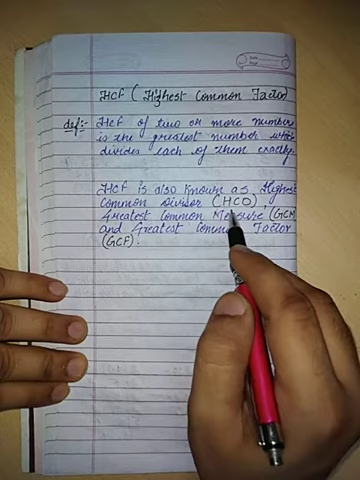 HCF ( Highest Common Factor)
Def:- HCF of two or more number
is the greatest number which
divides each of them exactly.
HCF is also known as Highest
Common divisor (HCD),
Greatest Common Measure (GCM)
and Greatest Common Factor
(GCF).